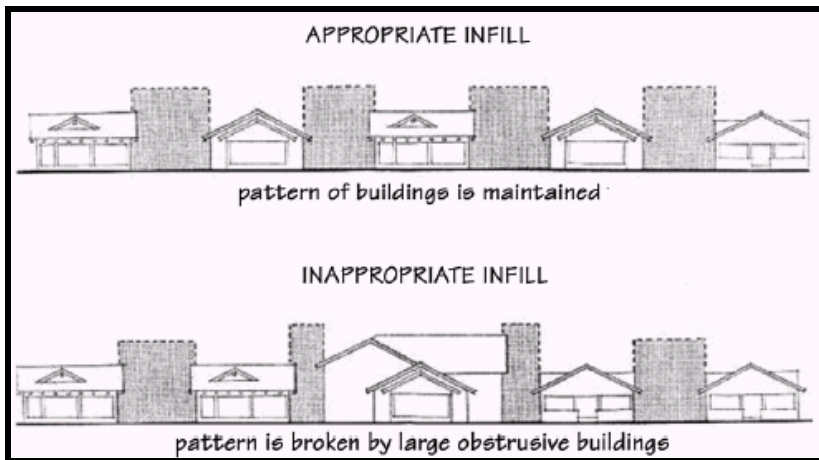 APPROPRIATE INFILL
pattern of buildings is maintained
INAPPROPRIATE INFILL
pattern is broken by large obstrusive buildings